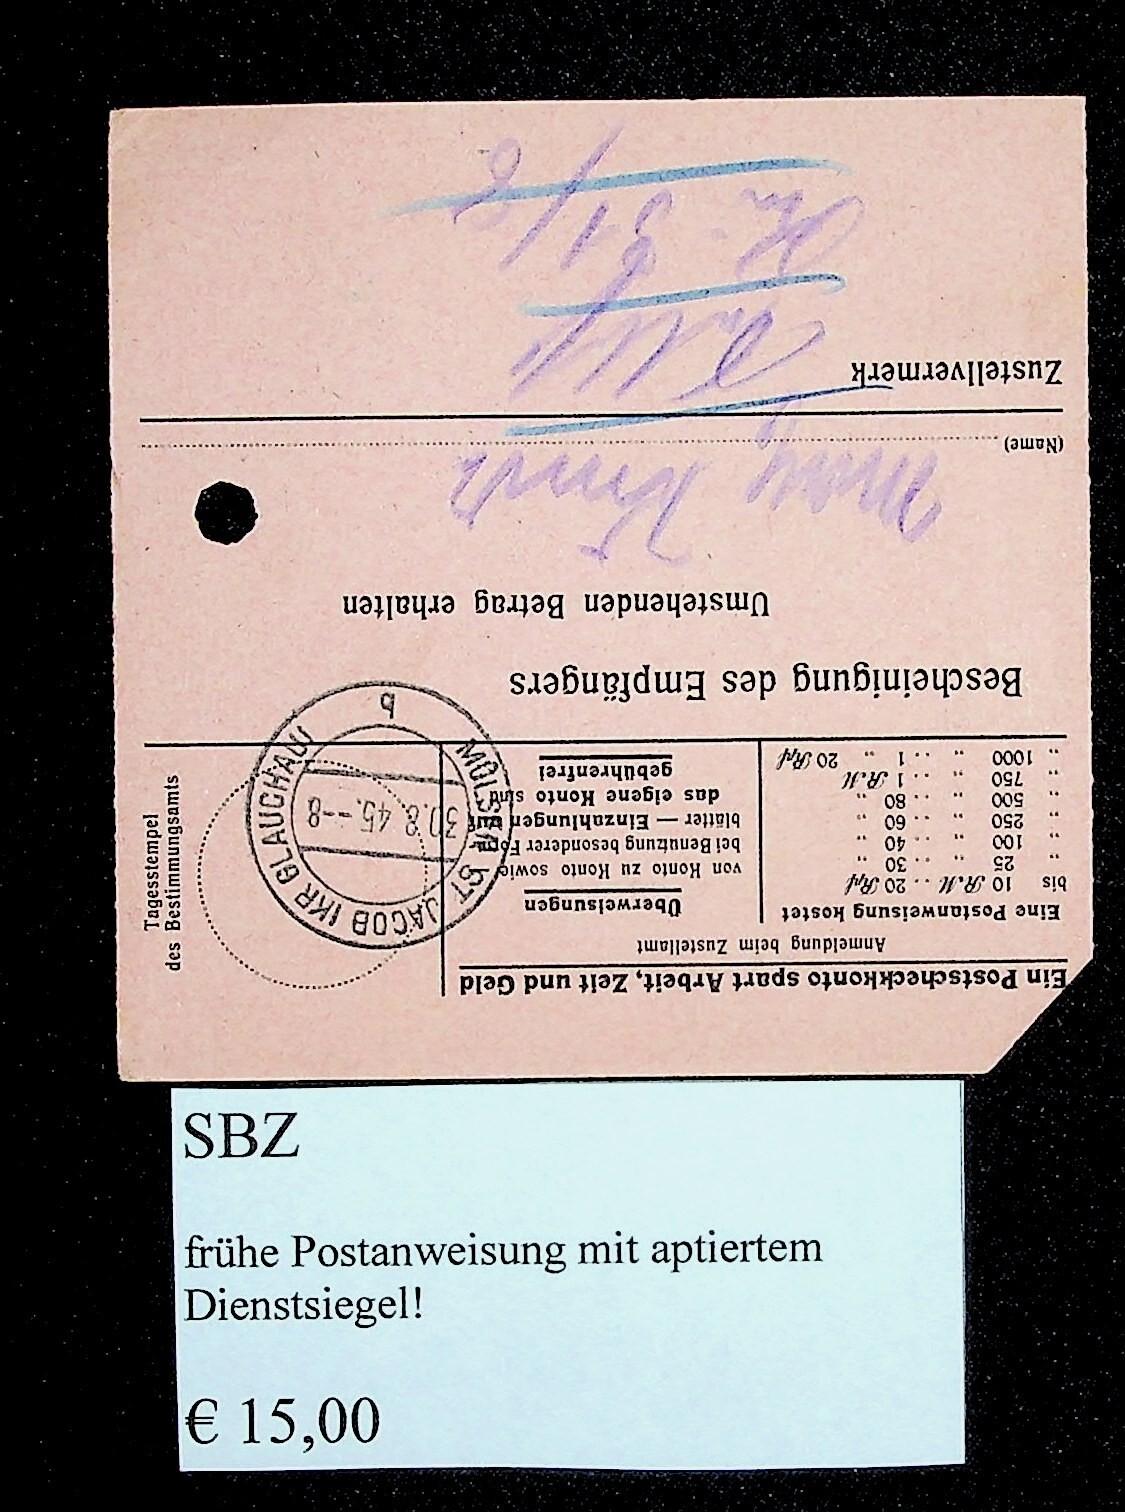 Ein Postscheckkonto spart Arbeit, Zeit und Geld
Anmeldung beim Zustellamt
Eine Postanweisung kostet
bis 10 RM .. 20 Rpf
„ 25 „ .. 30 „
„ 100 „ .. 40 „
„ 250 „ .. 60 „
„ 500 „ .. 80 „
„ 750 „ .. 1 RM
„ 1000 „ .. 1 „ 20 Rpf
Überweisungen
von Konto zu Konto sowie
bei Benutzung besonderer Form
blätter — Einzahlungen auf
das eigene Konto sind
gebührenfrei
Tagesstempel
des Bestimmungsamts
MÜLSEN ST JACOB (KR GLAUCHAU)
30.8.45.--8
b
Bescheinigung des Empfängers
Umstehenden Betrag erhalten
(Name)
Zustellvermerk
31/8
SBZ
frühe Postanweisung mit aptiertem
Dienstsiegel!
€ 15,00